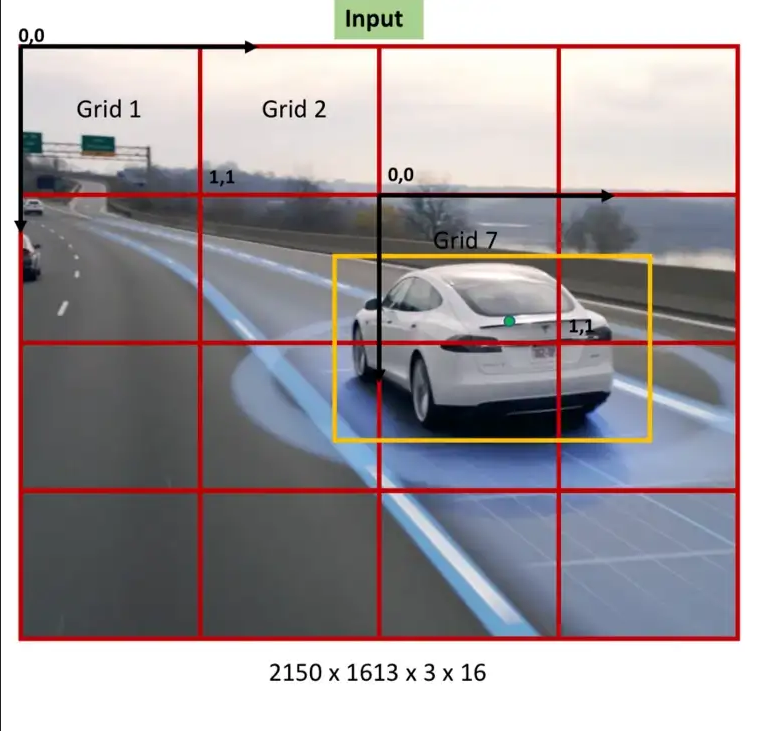 Input
0,0
Grid 1
Grid 2
1,1
0,0
Grid 7
1,1
2150 x 1613 x 3 x 16